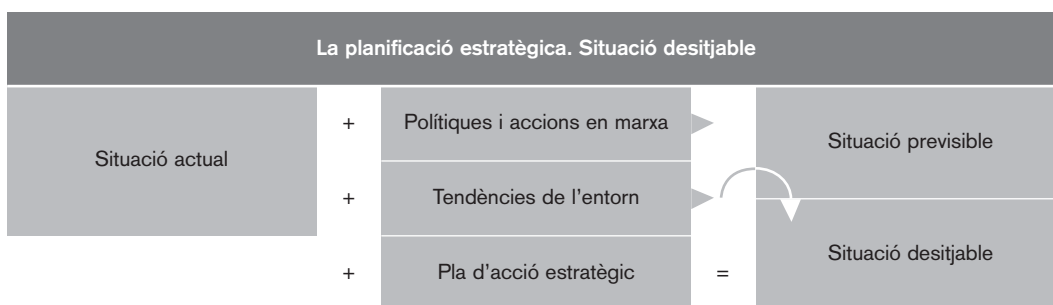 La planificació estratègica. Situació desitjable
Situació actual
+
Polítiques i accions en marxa
Situació previsible
+
Tendències de l'entorn
+
Pla d'acció estratègic
=
Situació desitjable